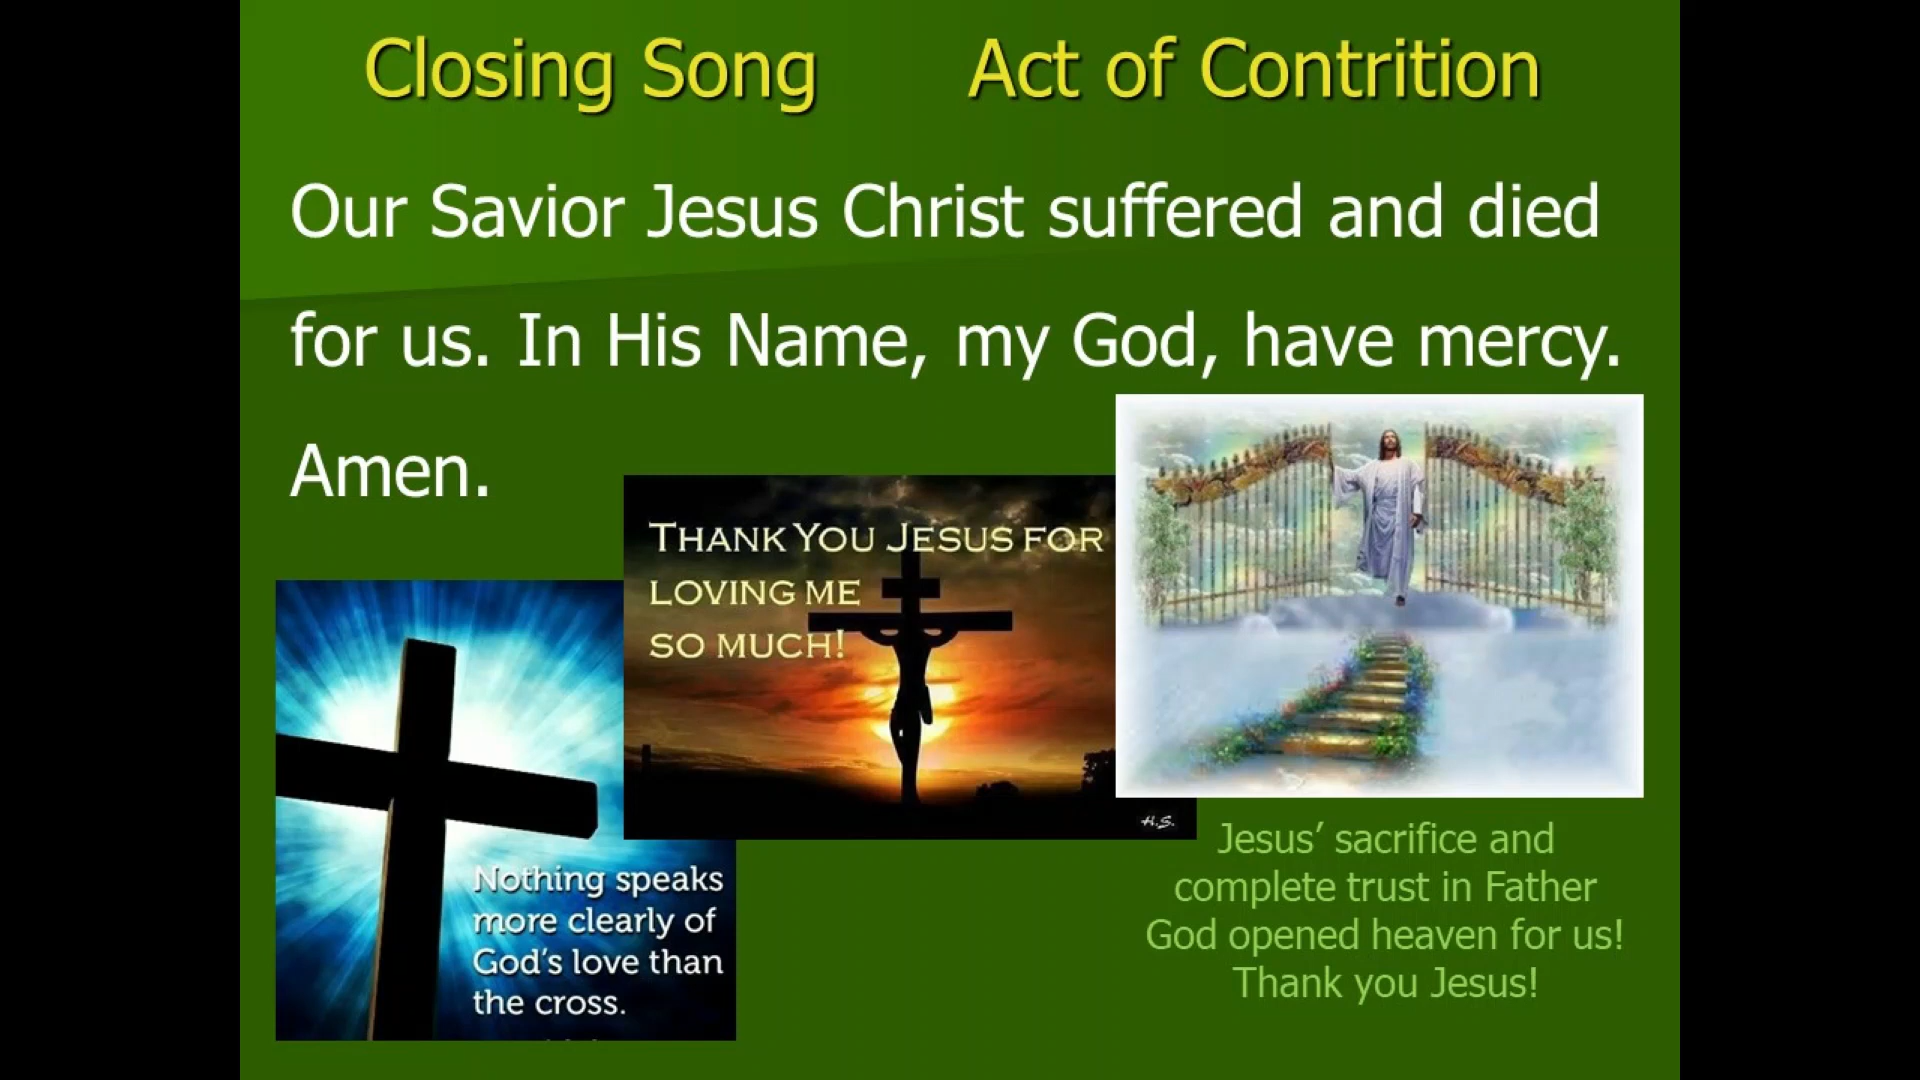 Closing Song Act of Contrition
Our Savior Jesus Christ suffered and died
for us. In His Name, my God, have mercy.
Amen.
THANK YOU JESUS FOR
LOVING ME
SO MUCH!
H.S.
Nothing speaks
more clearly of
God's love than
the cross.
Jesus’ sacrifice and
complete trust in Father
God opened heaven for us!
Thank you Jesus!